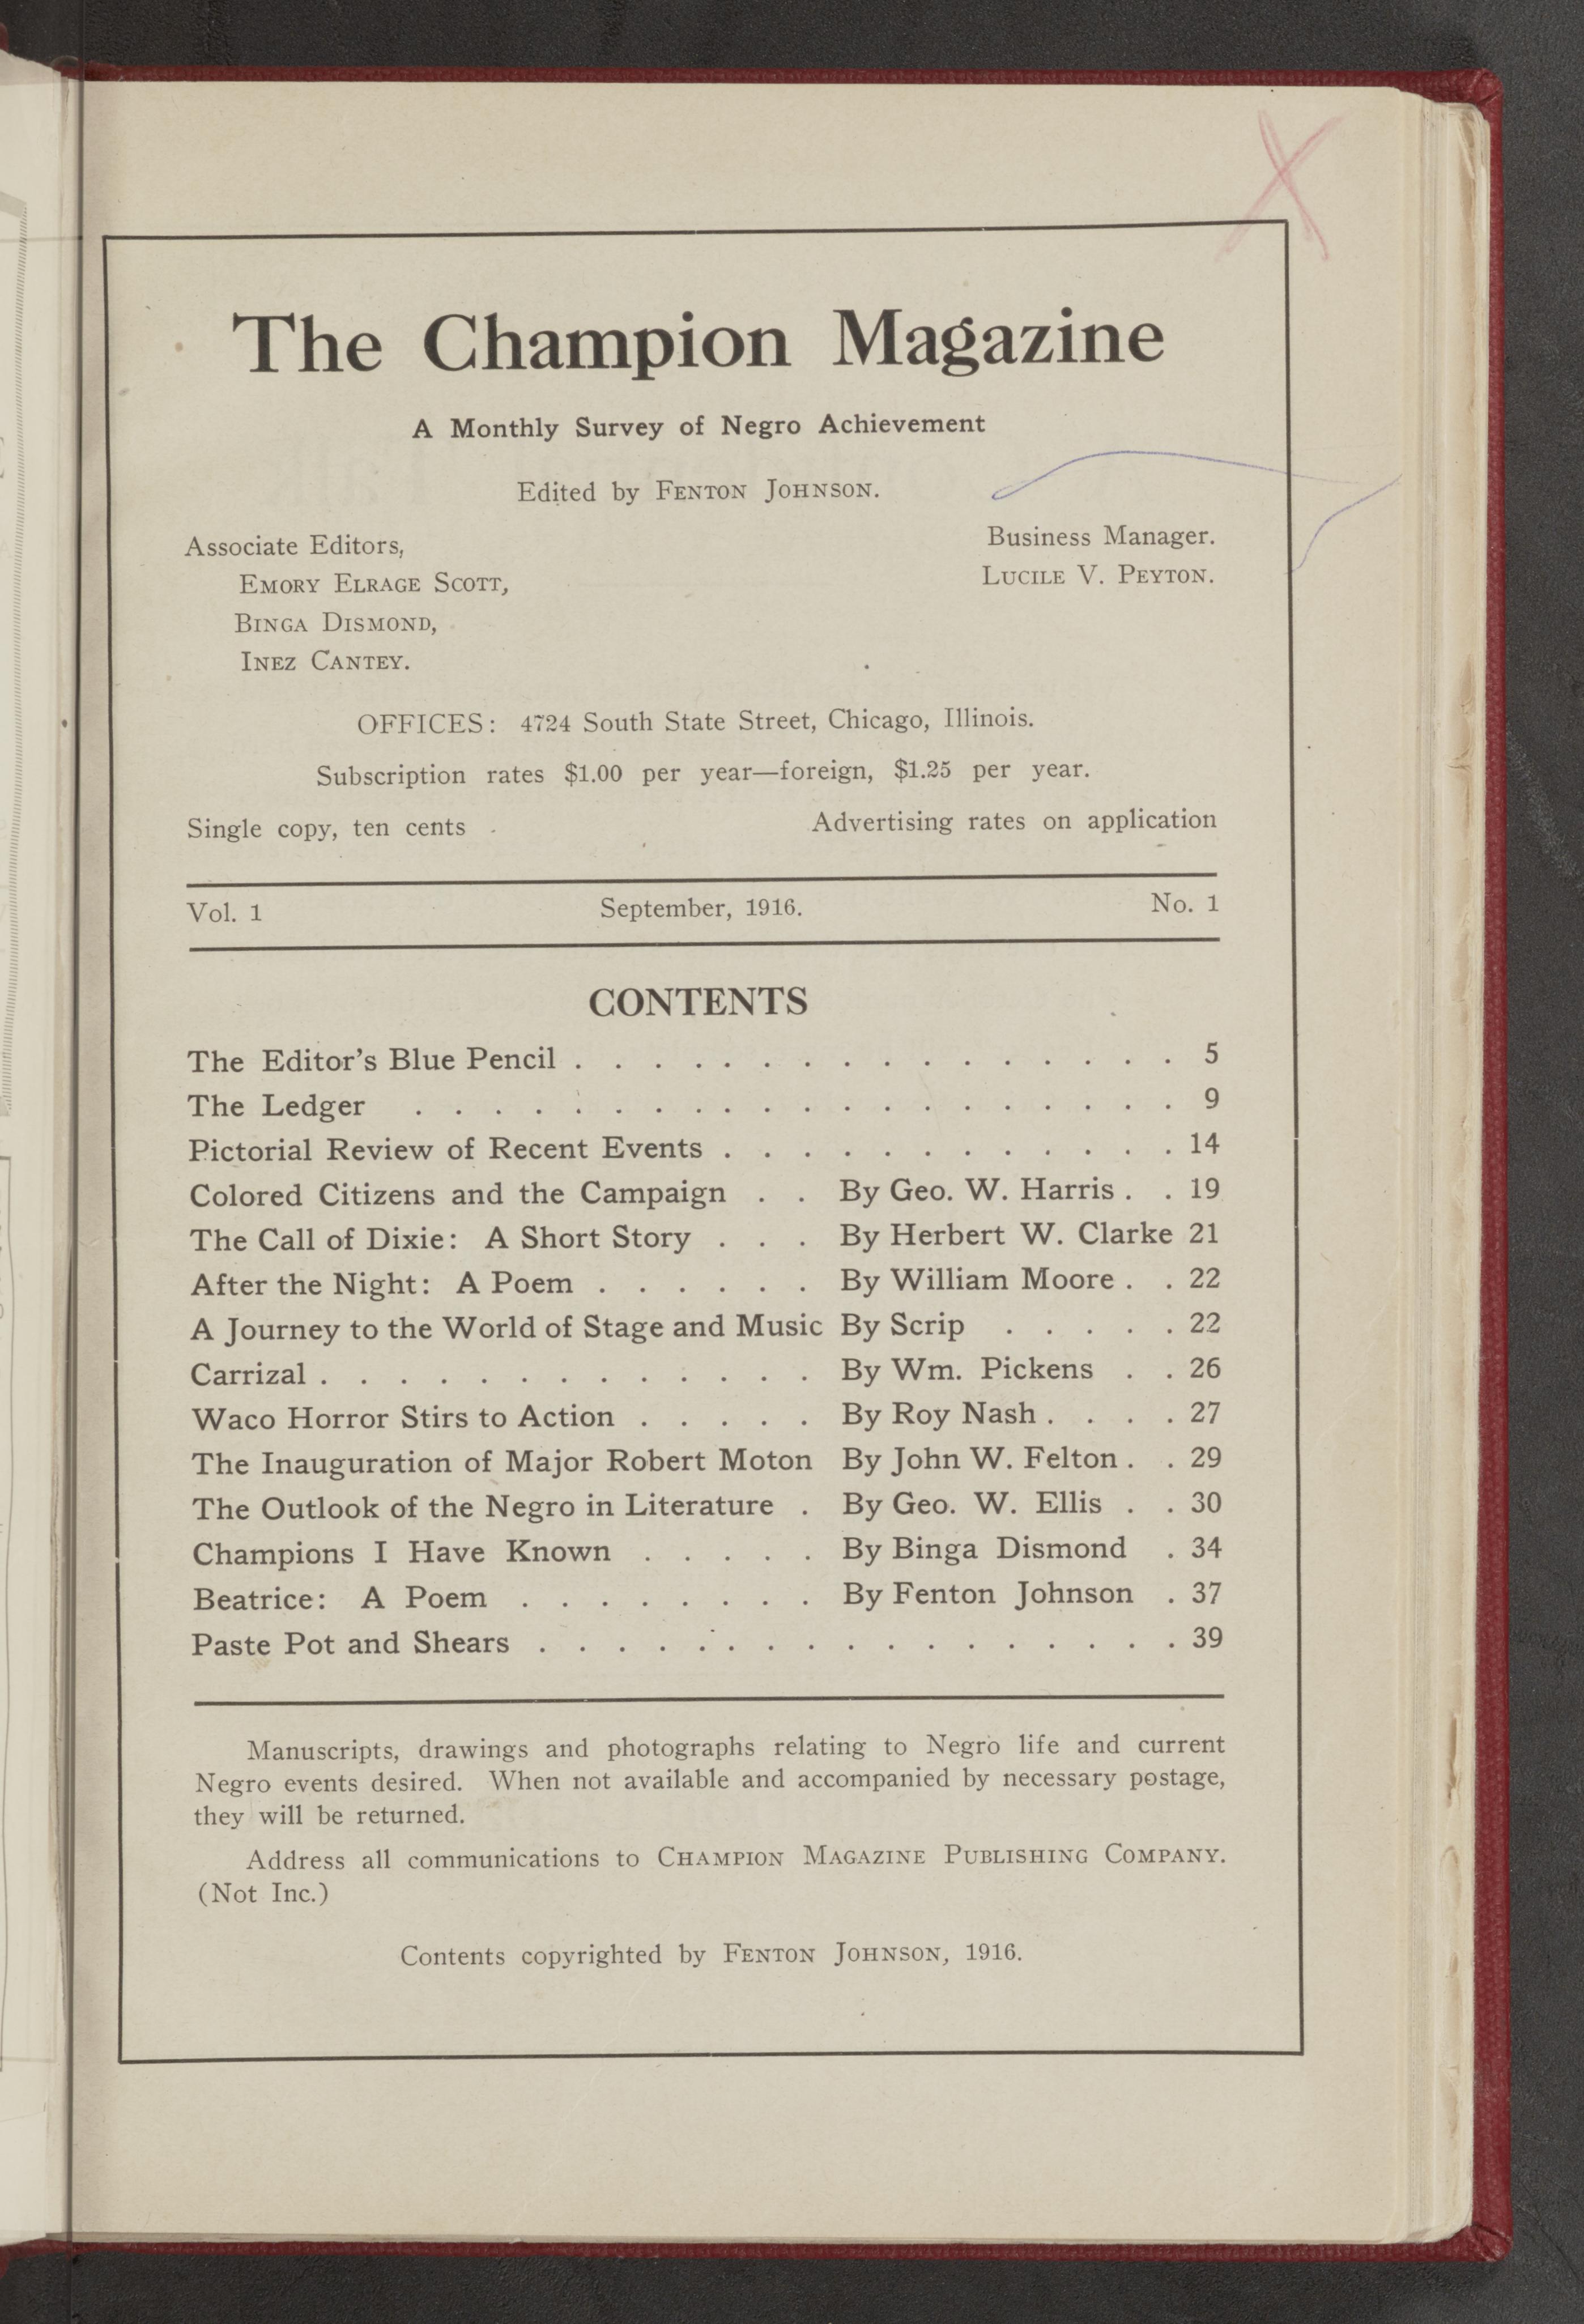 The Champion Magazine
A Monthly Survey of Negro Achievement
Edited by FENTON JOHNSON.
Associate Editors,
EMORY ELRAGE SCOTT,
BINGA DISMOND,
INEZ CANTEY.
Business Manager.
LUCILE V. PEYTON.
OFFICES: 4724 South State Street, Chicago, Illinois.
Subscription rates $1.00 per year—foreign, $1.25 per year.
Single copy, ten cents Advertising rates on application
Vol. 1 September, 1916. No. 1
CONTENTS
The Editor's Blue Pencil . . . . . . . . . . . . . . . . 5
The Ledger . . . . . . . . . . . . . . . . . . . . 9
Pictorial Review of Recent Events . . . . . . . . . . . . 14
Colored Citizens and the Campaign . . By Geo. W. Harris . . 19
The Call of Dixie: A Short Story . . . By Herbert W. Clarke 21
After the Night: A Poem . . . . . . By William Moore . . 22
A Journey to the World of Stage and Music By Scrip . . . . . 22
Carrizal . . . . . . . . . . . . . By Wm. Pickens . . 26
Waco Horror Stirs to Action . . . . . By Roy Nash . . . . 27
The Inauguration of Major Robert Moton By John W. Felton . . 29
The Outlook of the Negro in Literature . By Geo. W. Ellis . . 30
Champions I Have Known . . . . . By Binga Dismond . 34
Beatrice: A Poem . . . . . . . . By Fenton Johnson . 37
Paste Pot and Shears . . . . . . . . . . . . . . . . . 39
Manuscripts, drawings and photographs relating to Negro life and current
Negro events desired. When not available and accompanied by necessary postage,
they will be returned.
Address all communications to CHAMPION MAGAZINE PUBLISHING COMPANY.
(Not Inc.)
Contents copyrighted by FENTON JOHNSON, 1916.